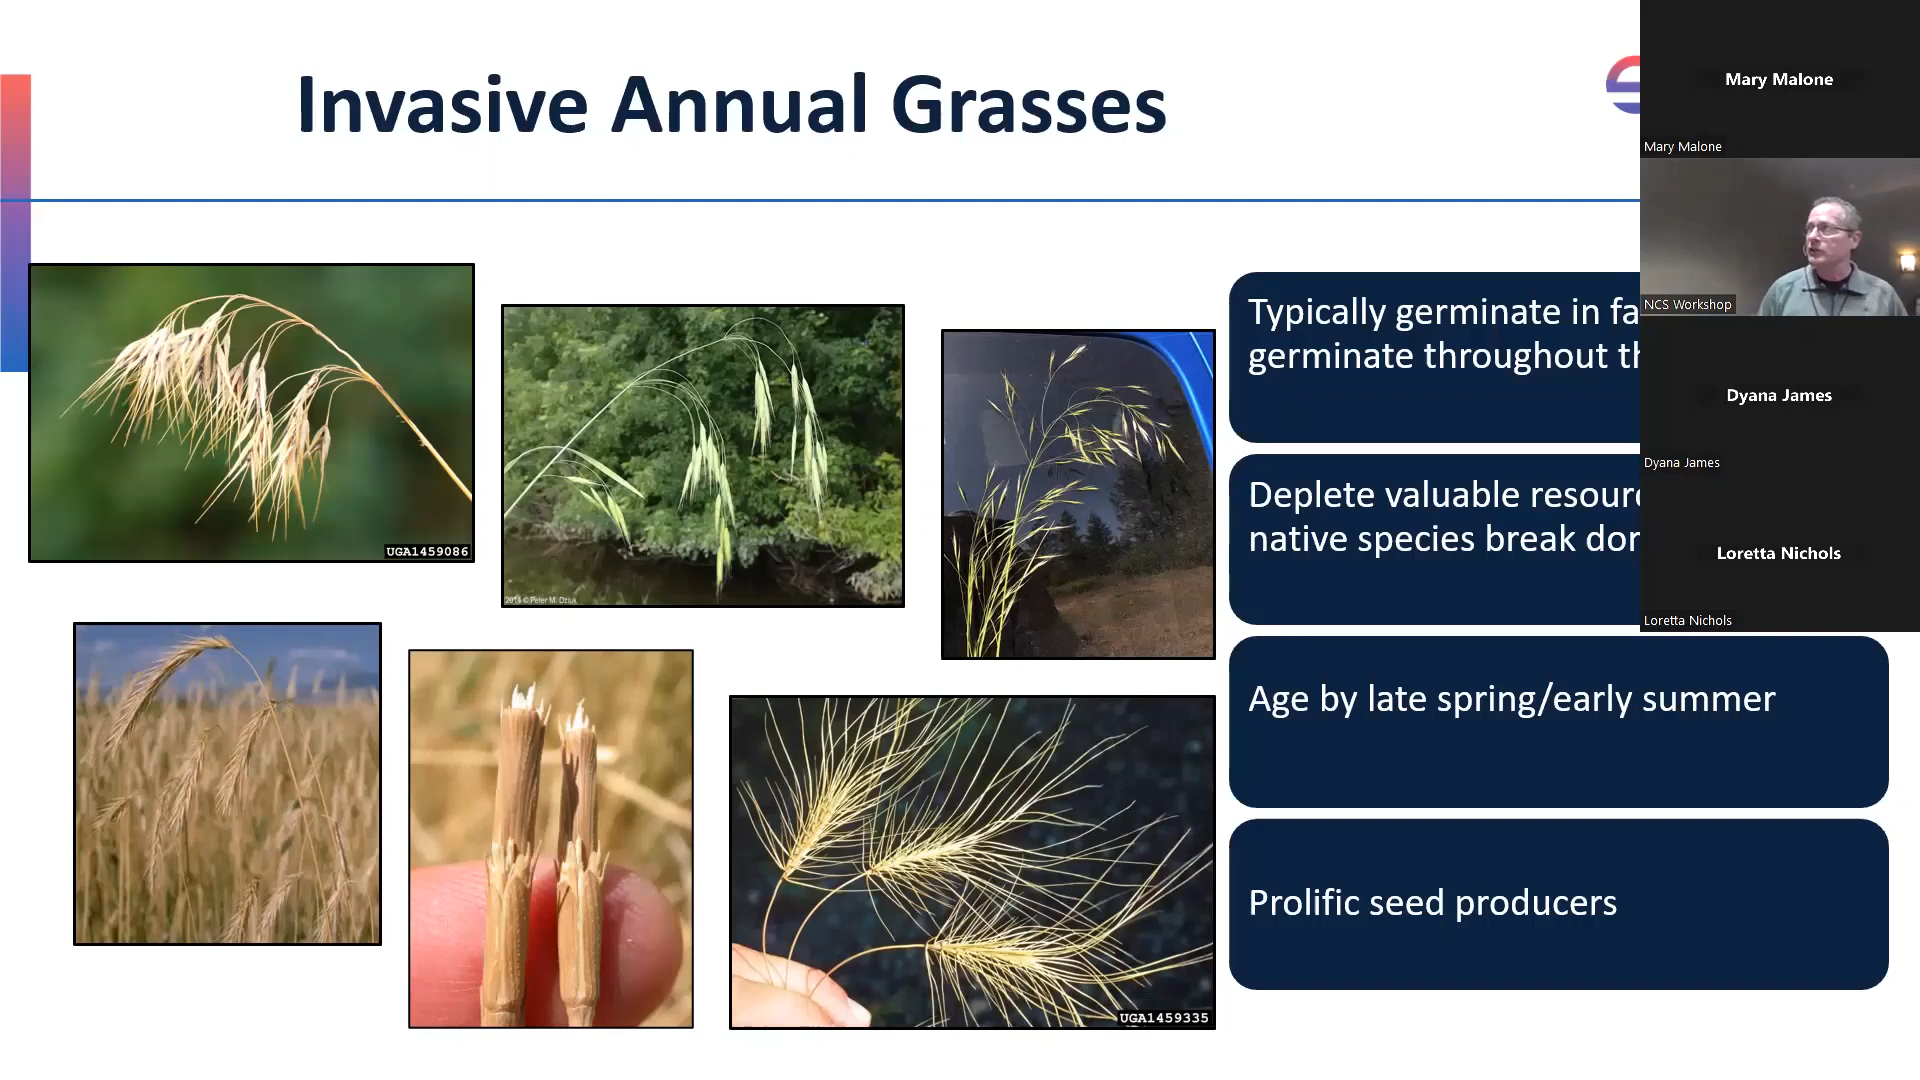 Invasive Annual Grasses
Typically germinate in fa
germinate throughout th
Deplete valuable resourc
native species break dor
Age by late spring/early summer
Prolific seed producers
UGA1459086
2014 © Peter M. Dziuk
UGA1459335
Mary Malone
Mary Malone
NCS Workshop
Dyana James
Dyana James
Loretta Nichols
Loretta Nichols